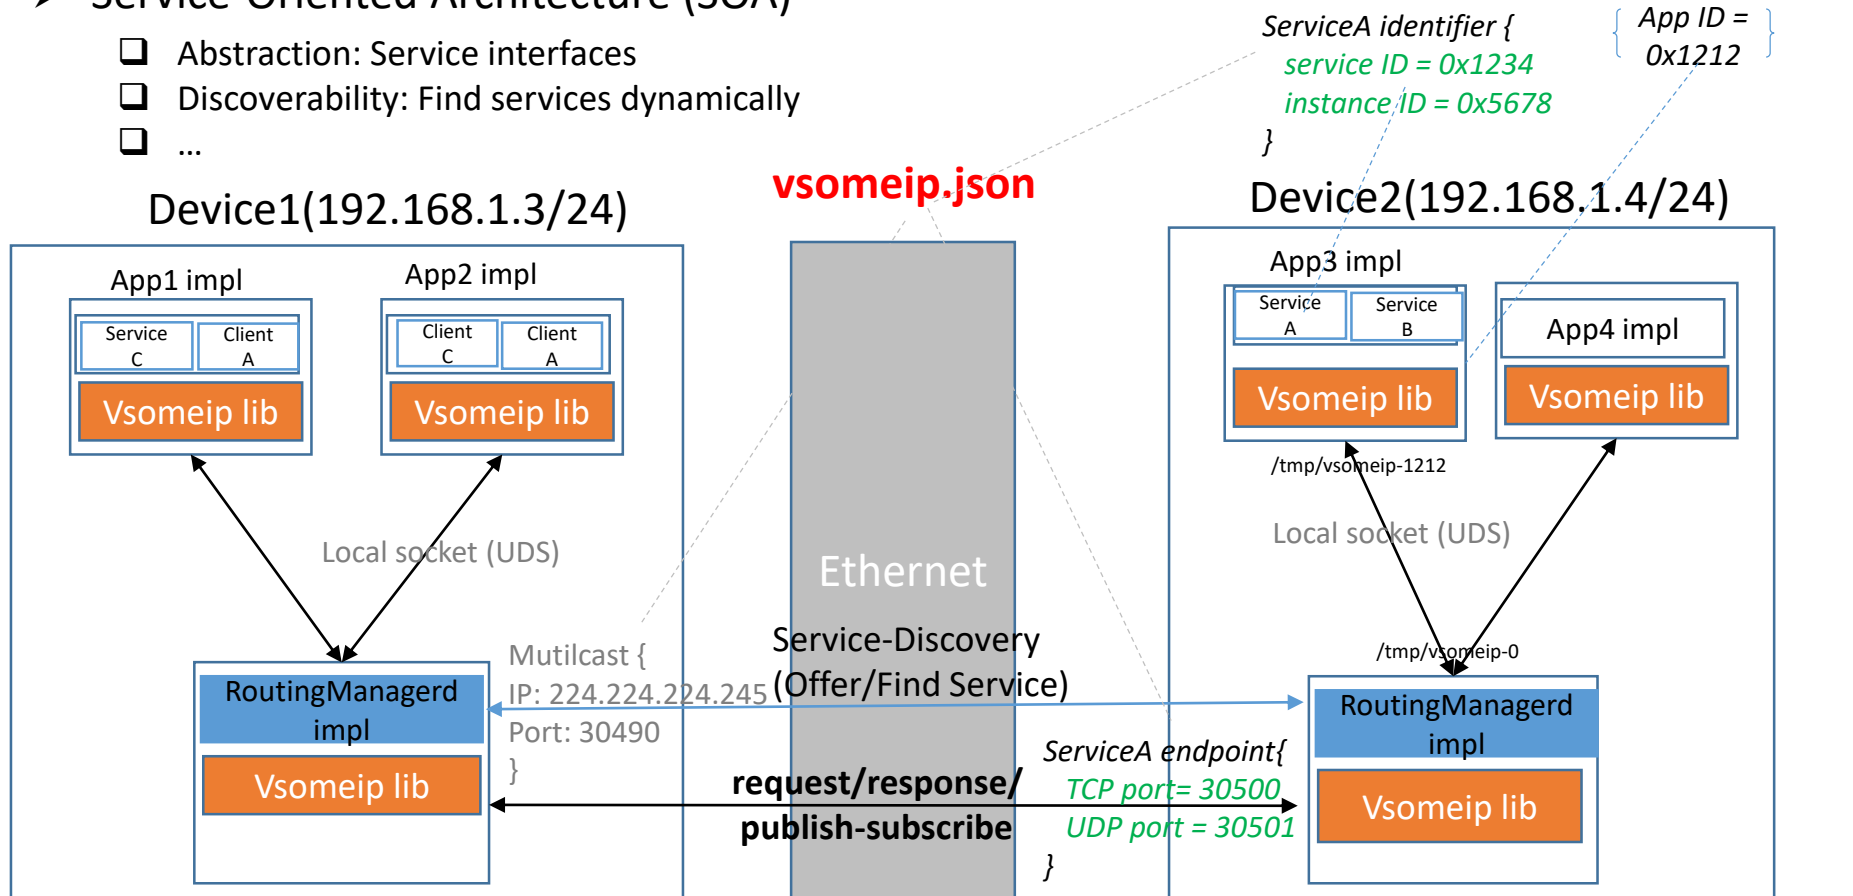 Service-Oriented Architecture (SOA)
Abstraction: Service interfaces
Discoverability: Find services dynamically
...
ServiceA identifier {
service ID = 0x1234
instance ID = 0x5678
}
App ID =
0x1212
vsomeip.json
Device1(192.168.1.3/24)
Device2(192.168.1.4/24)
App1 impl
Service
C
Client
A
Vsomeip lib
App2 impl
Client
C
Client
A
Vsomeip lib
Local socket (UDS)
RoutingManagerd
impl
Vsomeip lib
Mutilcast {
IP: 224.224.224.245
Port: 30490
}
Ethernet
Service-Discovery
(Offer/Find Service)
request/response/
publish-subscribe
ServiceA endpoint{
TCP port= 30500
UDP port = 30501
}
App3 impl
Service
A
Service
B
Vsomeip lib
/tmp/vsomeip-1212
App4 impl
Vsomeip lib
Local socket (UDS)
/tmp/vsomeip-0
RoutingManagerd
impl
Vsomeip lib